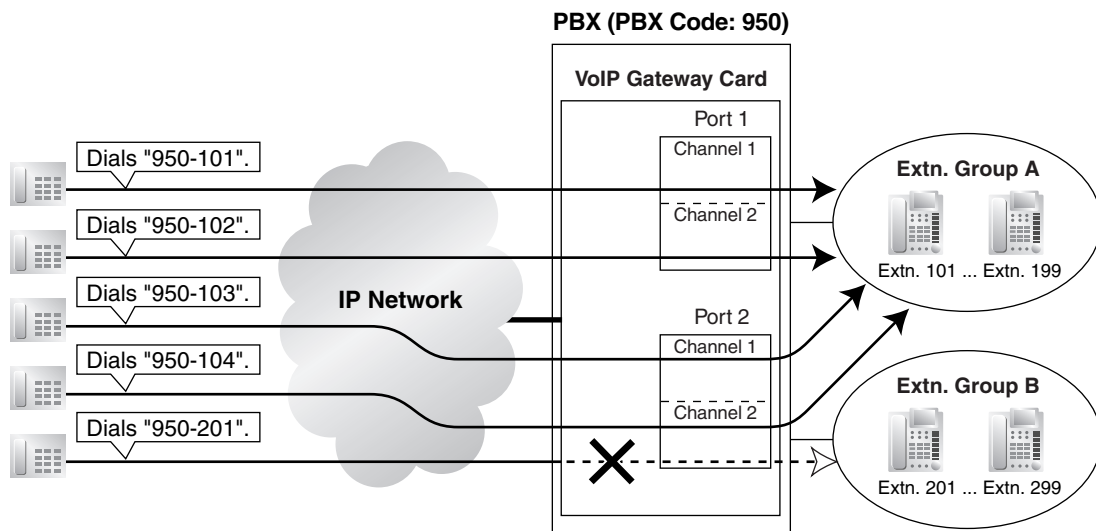 PBX (PBX Code: 950)
VoIP Gateway Card
Port 1
Channel 1
Channel 2
Dials "950-101".
Dials "950-102".
Dials "950-103".
Dials "950-104".
Dials "950-201".
IP Network
Port 2
Channel 1
Channel 2
Extn. Group A
Extn. 101 ... Extn. 199
Extn. Group B
Extn. 201 ... Extn. 299